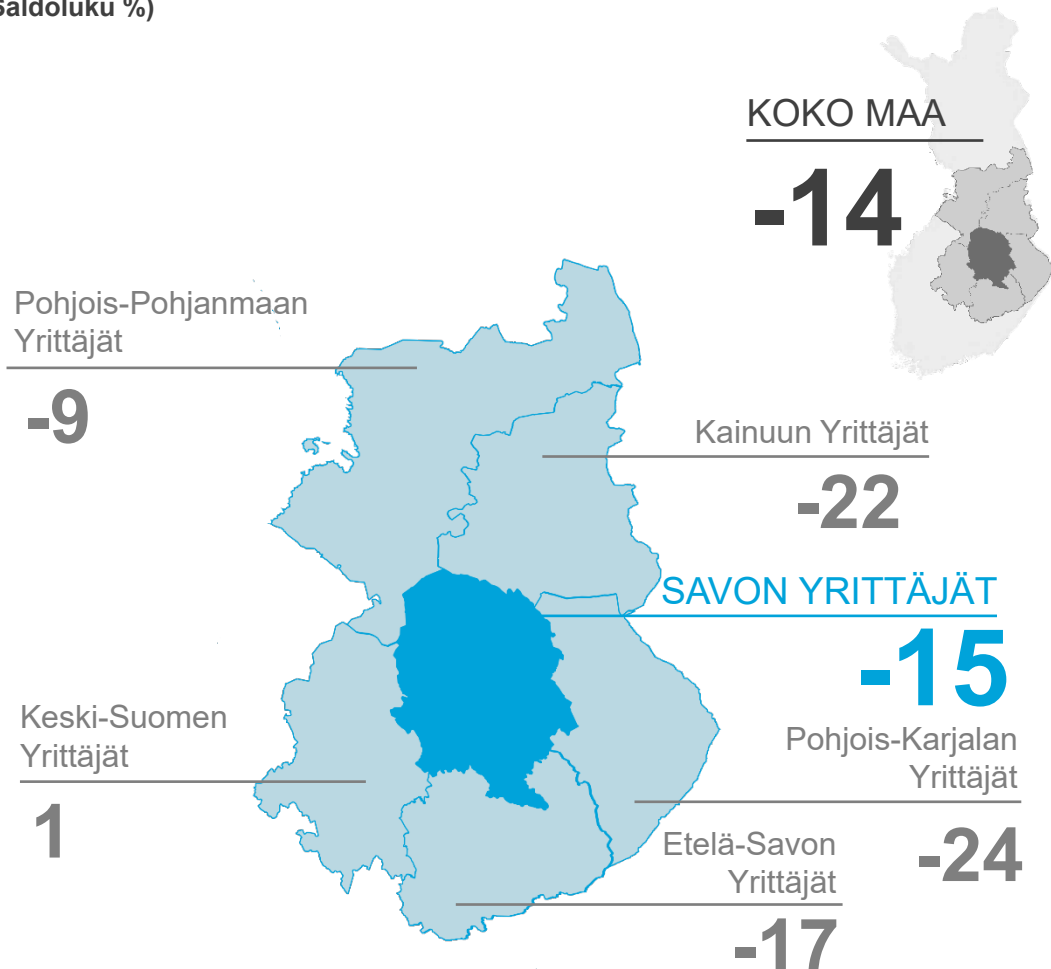 Saldoluku %)
KOKO MAA
-14
Pohjois-Pohjanmaan
Yrittäjät
-9
Kainuun Yrittäjät
-22
SAVON YRITTÄJÄT
-15
Keski-Suomen
Yrittäjät
1
Pohjois-Karjalan
Yrittäjät
-24
Etelä-Savon
Yrittäjät
-17